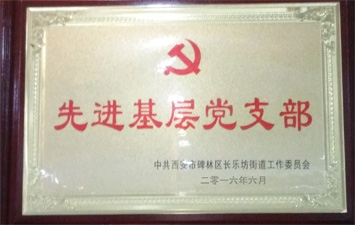 先进基层党支部
中共西安市碑林区长乐坊街道工作委员会
二零一六年六月